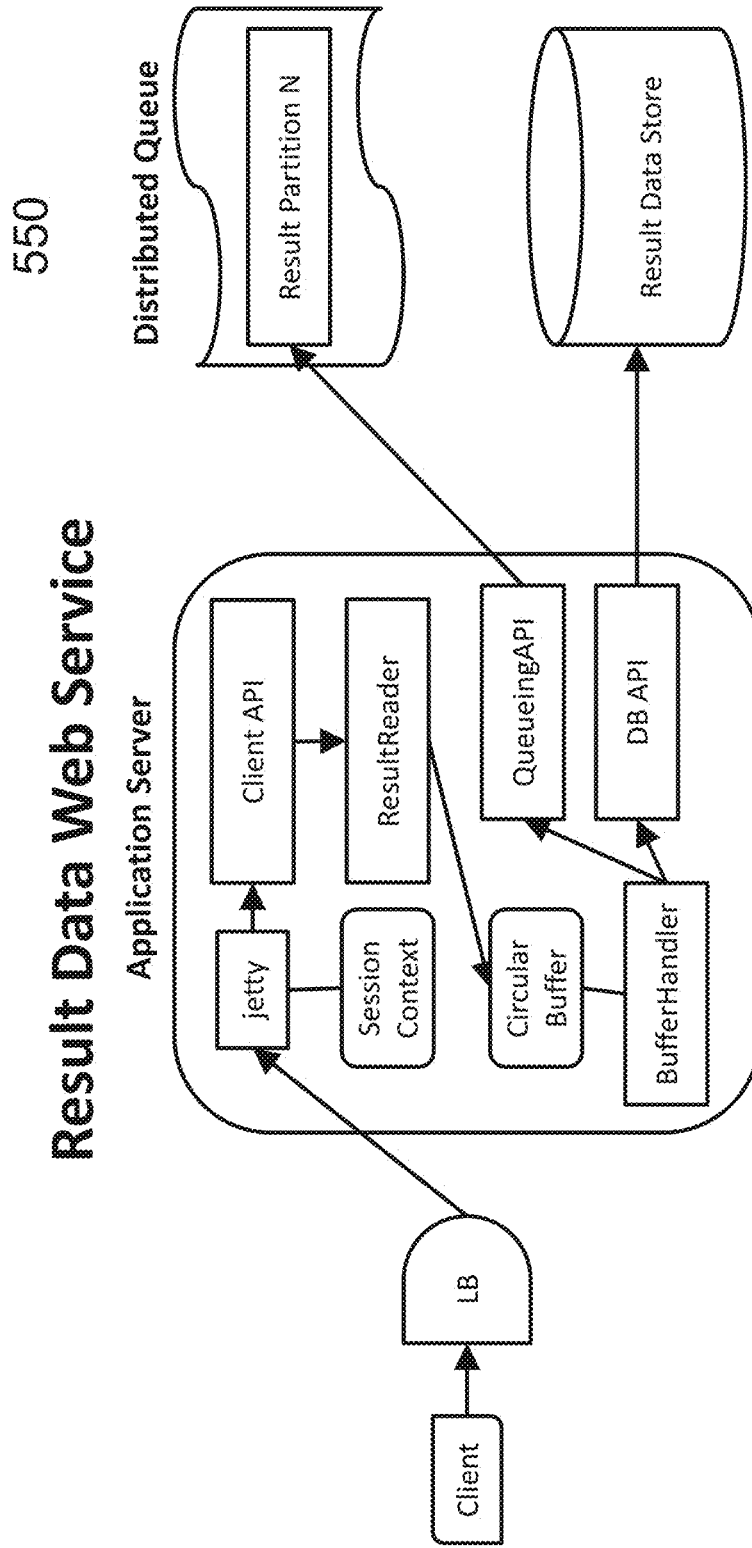 550
Result Data Web Service
Application Server
Distributed Queue
Client
LB
jetty
Client API
Session
Context
ResultReader
Circular
Buffer
QueueingAPI
BufferHandler
DB API
Result Partition N
Result Data Store